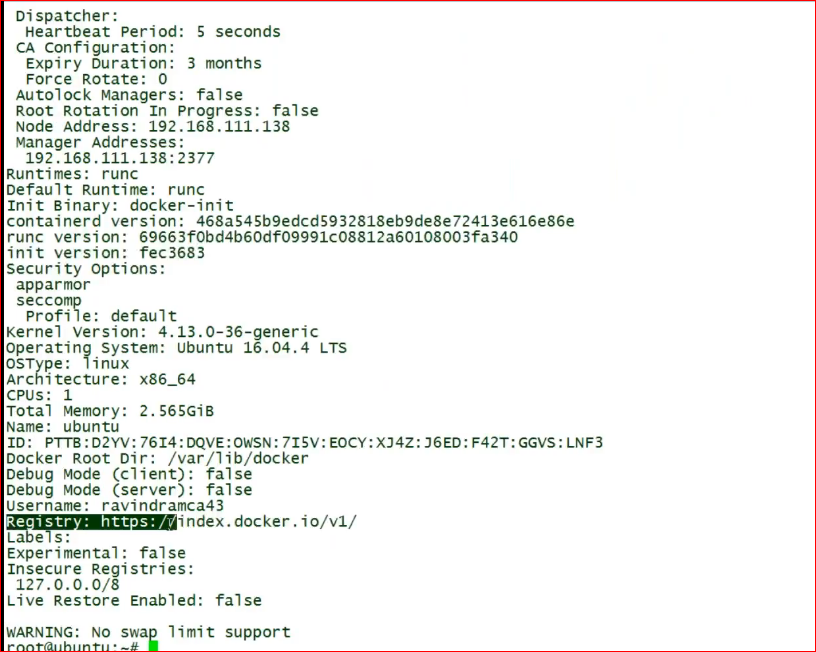 Dispatcher:
Heartbeat Period: 5 seconds
CA Configuration:
Expiry Duration: 3 months
Force Rotate: 0
Autolock Managers: false
Root Rotation In Progress: false
Node Address: 192.168.111.138
Manager Addresses:
192.168.111.138:2377
Runtimes: runc
Default Runtime: runc
Init Binary: docker-init
containerd version: 468a545b9edcd5932818eb9de8e72413e616e86e
runc version: 69663f0bd4b60df09991c08812a60108003fa340
init version: fec3683
Security Options:
apparmor
seccomp
Profile: default
Kernel Version: 4.13.0-36-generic
Operating System: Ubuntu 16.04.4 LTS
OSType: linux
Architecture: x86_64
CPUs: 1
Total Memory: 2.565GiB
Name: ubuntu
ID: PTTB:D2YV:76I4:DQVE:OWSN:7I5V:EOCY:XJ4Z:J6ED:F42T:GGVS:LNF3
Docker Root Dir: /var/lib/docker
Debug Mode (client): false
Debug Mode (server): false
Username: ravindramca43
Registry: https://index.docker.io/v1/
Labels:
Experimental: false
Insecure Registries:
127.0.0.0/8
Live Restore Enabled: false
WARNING: No swap limit support
root@ubuntu:~#